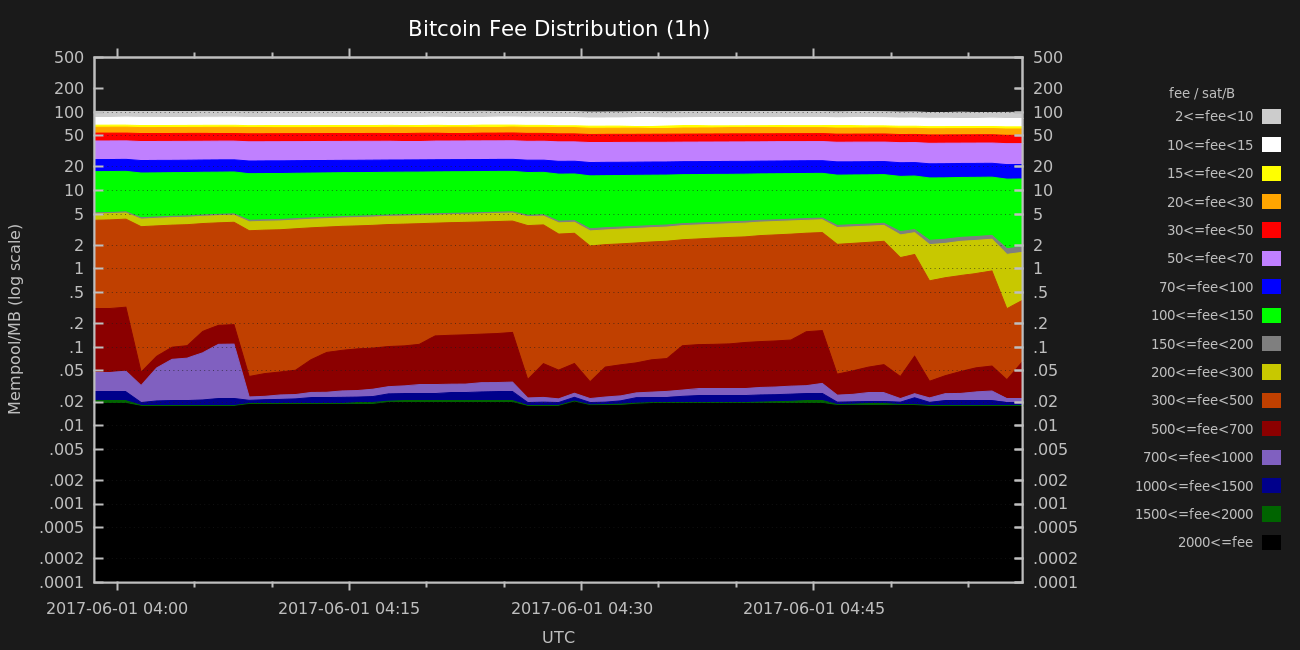 Bitcoin Fee Distribution (1h)
Mempool/MB (log scale)
500
200
100
50
20
10
5
2
1
.5
.2
.1
.05
.02
.01
.005
.002
.001
.0005
.0002
.0001
500
200
100
50
20
10
5
2
1
.5
.2
.1
.05
.02
.01
.005
.002
.001
.0005
.0002
.0001
2017-06-01 04:00 2017-06-01 04:15 2017-06-01 04:30 2017-06-01 04:45
UTC
fee / sat/B
2<=fee<10
10<=fee<15
15<=fee<20
20<=fee<30
30<=fee<50
50<=fee<70
70<=fee<100
100<=fee<150
150<=fee<200
200<=fee<300
300<=fee<500
500<=fee<700
700<=fee<1000
1000<=fee<1500
1500<=fee<2000
2000<=fee